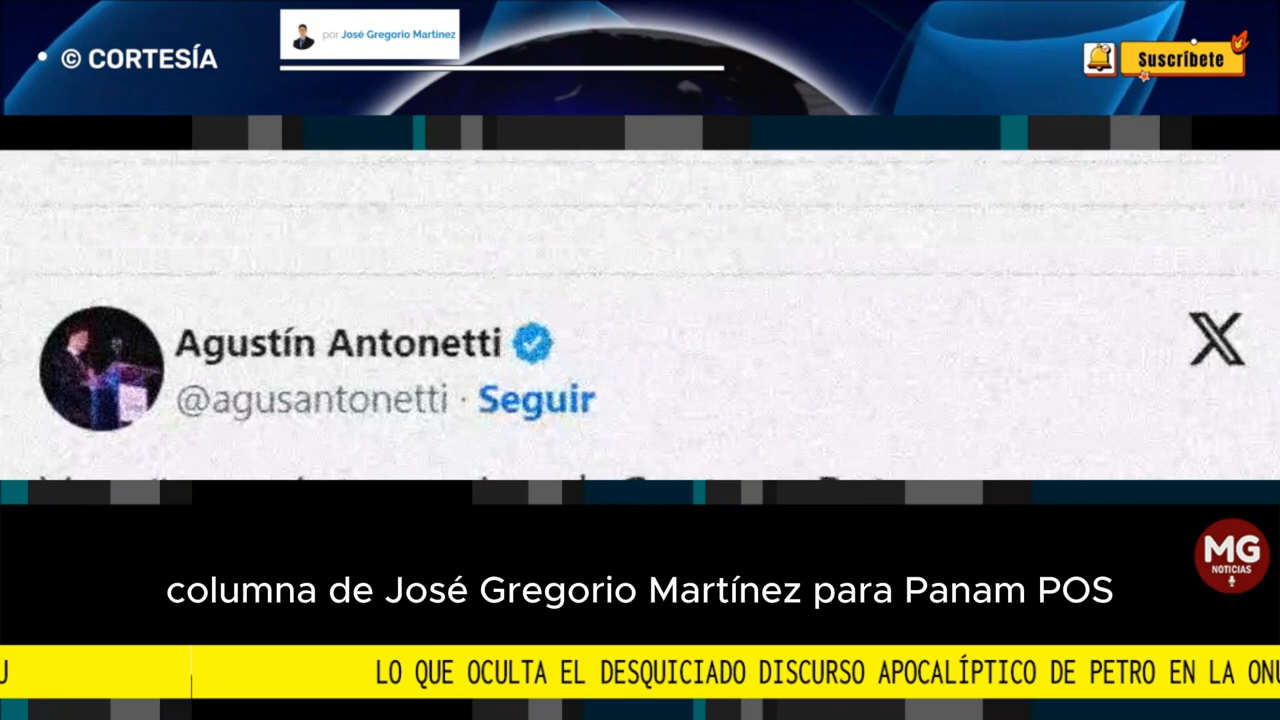 por José Gregorio Martínez
• © CORTESÍA
Suscríbete
Agustín Antonetti
@agusantonetti · Seguir
MG
NOTICIAS
columna de José Gregorio Martínez para Panam POS
LO QUE OCULTA EL DESQUICIADO DISCURSO APOCALÍPTICO DE PETRO EN LA ONU